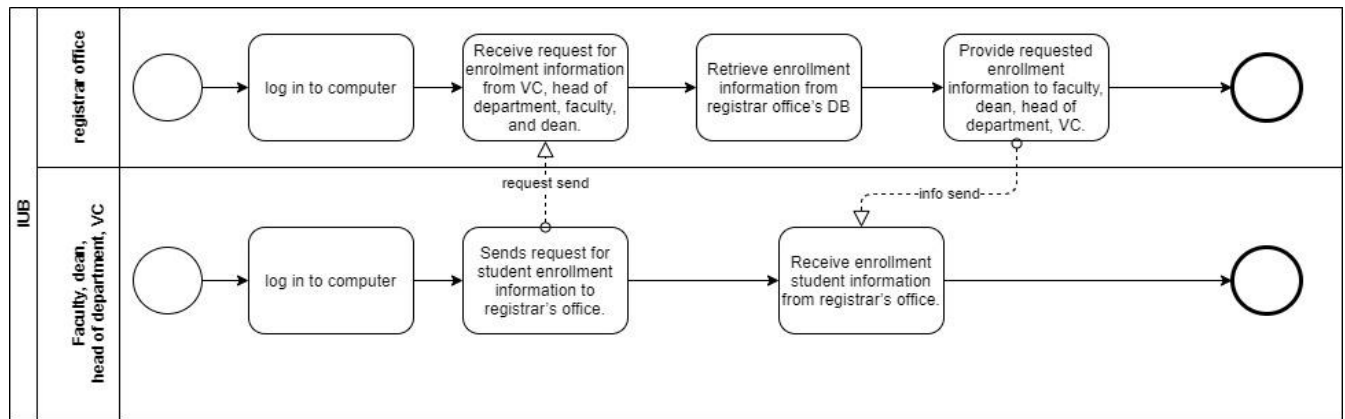 IUB
registrar office
log in to computer
Receive request for
enrolment information
from VC, head of
department, faculty,
and dean.
Retrieve enrollment
information from
registrar office's DB
Provide requested
enrollment
information to faculty,
dean, head of
department, VC.
request send
info send
Faculty, dean,
head of department, VC
log in to computer
Sends request for
student enrollment
information to
registrar's office.
Receive enrollment
student information
from registrar's office.